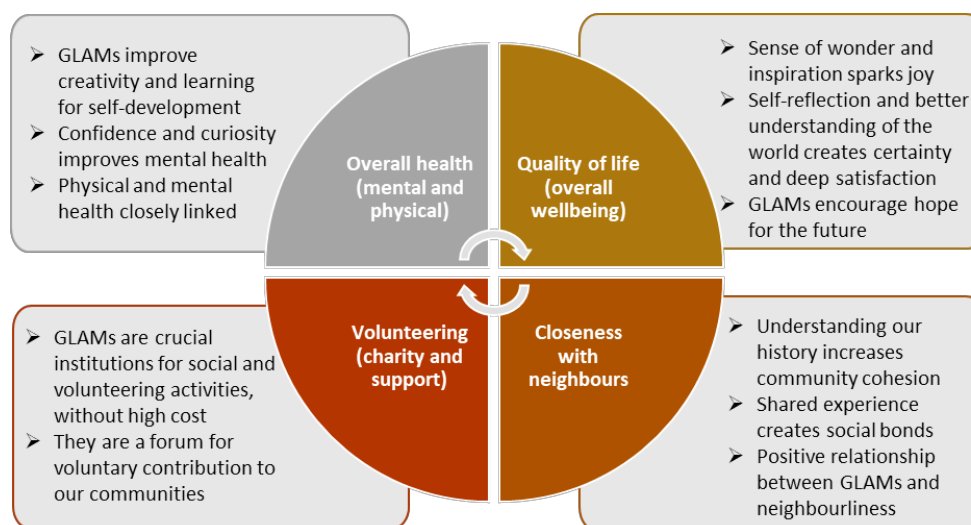 ➢ GLAMs improve
creativity and learning
for self-development
➢ Confidence and curiosity
improves mental health
➢ Physical and mental
health closely linked
Overall health
(mental and
physical)
Quality of life
(overall
wellbeing)
➢ Sense of wonder and
inspiration sparks joy
➢ Self-reflection and better
understanding of the
world creates certainty
and deep satisfaction
➢ GLAMs encourage hope
for the future
➢ GLAMs are crucial
institutions for social and
volunteering activities,
without high cost
➢ They are a forum for
voluntary contribution to
our communities
Volunteering
(charity and
support)
Closeness
with
neighbours
➢ Understanding our
history increases
community cohesion
➢ Shared experience
creates social bonds
➢ Positive relationship
between GLAMs and
neighbourliness